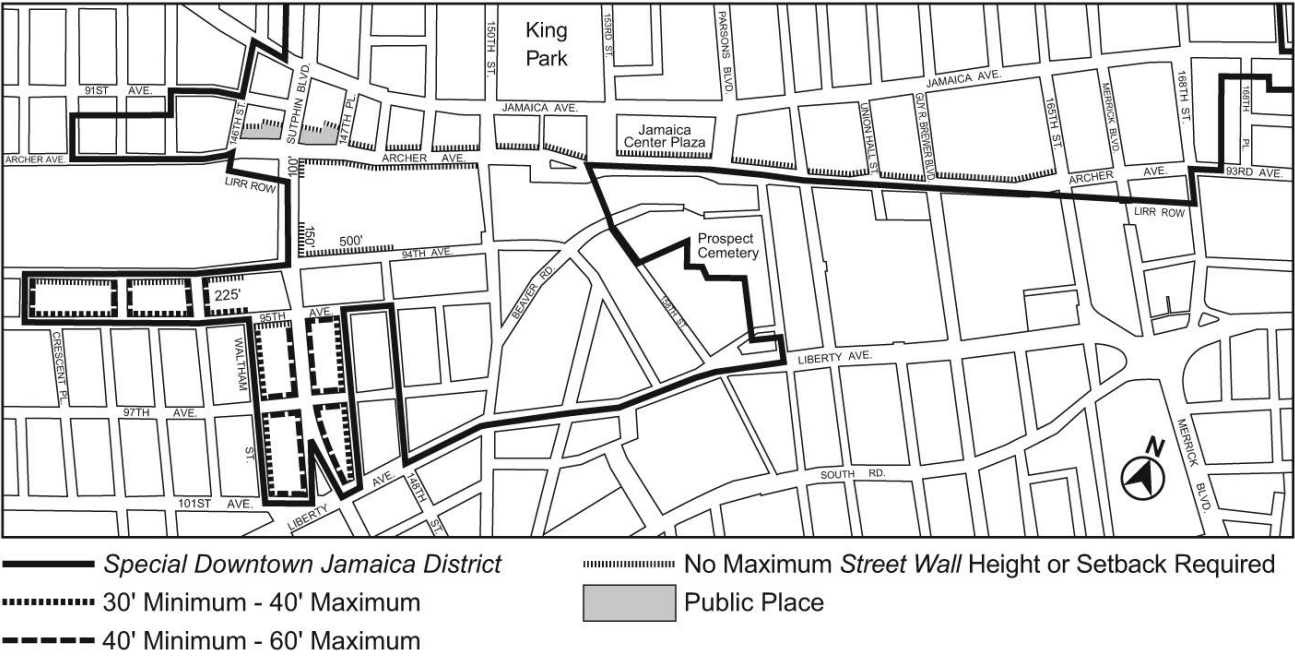 King
Park
150TH ST.
153RD ST.
PARSONS BLVD.
JAMAICA AVE.
168TH ST.
168TH PL
91ST AVE.
146TH ST.
SUTPHIN BLVD.
147TH PL.
JAMAICA AVE.
Jamaica
Center Plaza
UNION HALL ST.
GUY R. BREWER BLVD.
165TH ST.
MERRICK BLVD.
ARCHER AVE.
100'
ARCHER AVE.
ARCHER AVE.
93RD AVE.
LIRR ROW
LIRR ROW
150'
500'
94TH AVE.
Prospect
Cemetery
BEAVER RD.
158TH ST
225'
95TH AVE.
CRESCENT PL.
WALTHAM ST.
LIBERTY AVE.
97TH AVE.
101ST AVE.
LIBERTY AVE.
148TH ST.
SOUTH RD.
MERRICK BLVD.
N
Special Downtown Jamaica District
30' Minimum - 40' Maximum
40' Minimum - 60' Maximum
No Maximum Street Wall Height or Setback Required
Public Place